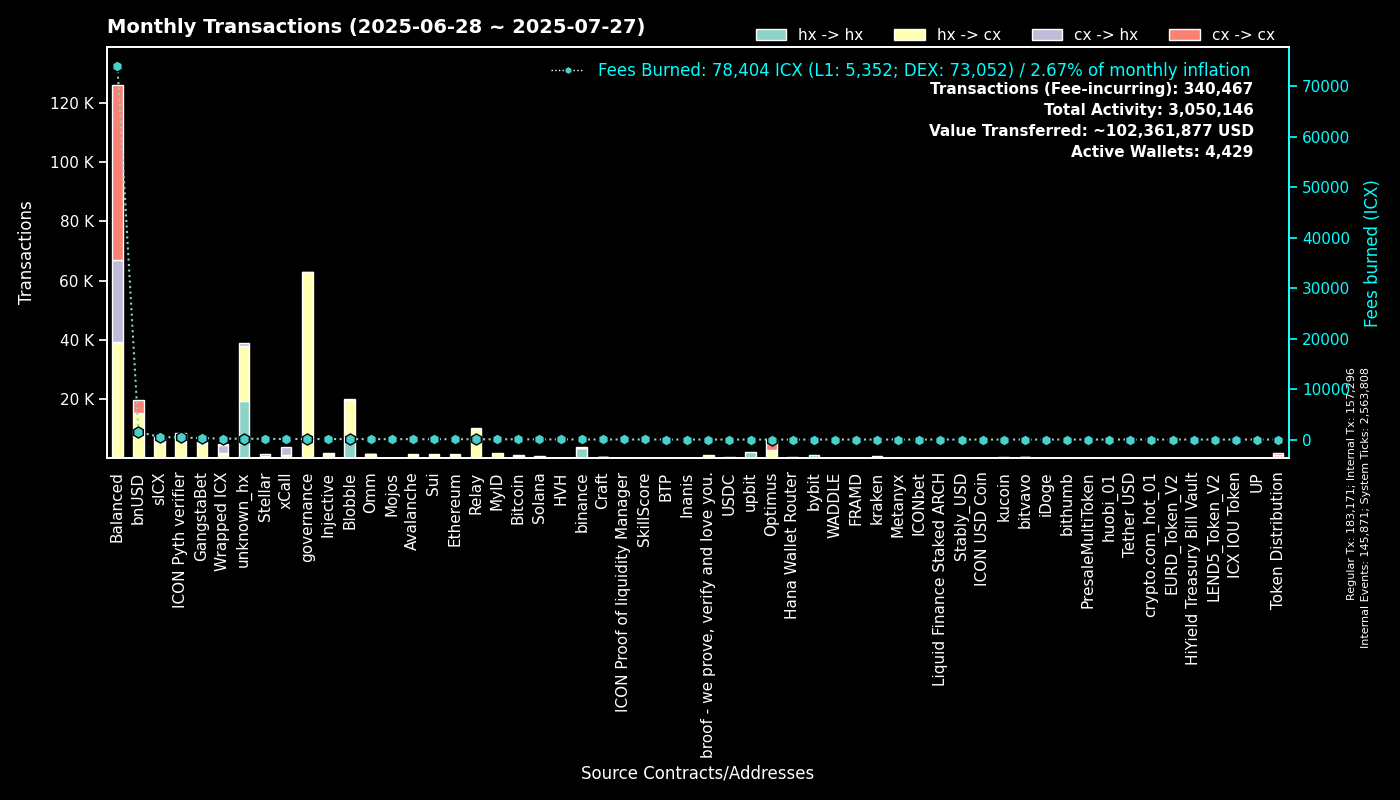 Monthly Transactions (2025-06-28 ~ 2025-07-27)
hx -> hx
hx -> cx
cx -> hx
cx -> cx
Fees Burned: 78,404 ICX (L1: 5,352; DEX: 73,052) / 2.67% of monthly inflation
Transactions (Fee-incurring): 340,467
Total Activity: 3,050,146
Value Transferred: ~102,361,877 USD
Active Wallets: 4,429
Transactions
120 K
100 K
80 K
60 K
40 K
20 K
70000
60000
50000
40000
30000
20000
10000
0
Fees burned (ICX)
Regular Tx: 183,171; Internal Tx: 157,296
Internal Events: 145,871; System Ticks: 2,563,808
Balanced
bnUSD
sICX
ICON Pyth verifier
GangstaBet
Wrapped ICX
unknown_hx
Stellar
xCall
governance
Injective
Blobble
Omm
Mojos
Avalanche
Sui
Ethereum
Relay
MyID
Bitcoin
Solana
HVH
binance
Craft
ICON Proof of liquidity Manager
SkillScore
BTP
Inanis
broof - we prove, verify and love you.
USDC
upbit
Optimus
Hana Wallet Router
bybit
WADDLE
FRAMD
kraken
Metanyx
ICONbet
Liquid Finance Staked ARCH
Stably_USD
ICON USD Coin
kucoin
bitvavo
iDoge
bithumb
PresaleMultiToken
huobi_01
Tether USD
crypto.com_hot_01
EURD_Token_V2
HiYield Treasury Bill Vault
LEND5_Token_V2
ICX IOU Token
UP
Token Distribution
Source Contracts/Addresses